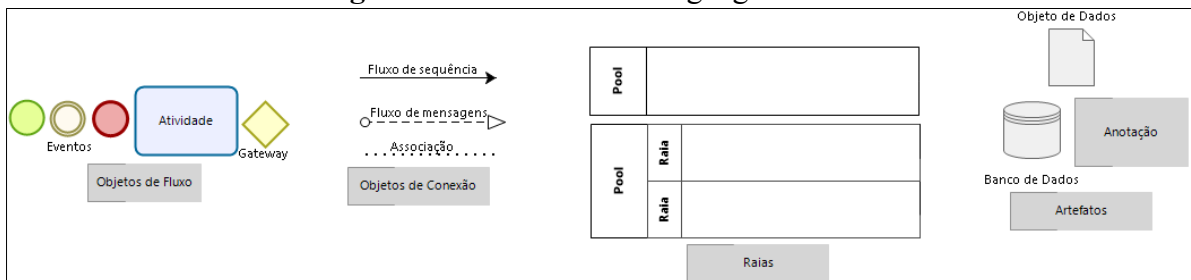 Eventos
Atividade
Gateway
Objetos de Fluxo
Fluxo de sequência
Fluxo de mensagens
Associação
Objetos de Conexão
Pool
Pool
Raia
Raia
Raias
Objeto de Dados
Anotação
Banco de Dados
Artefatos